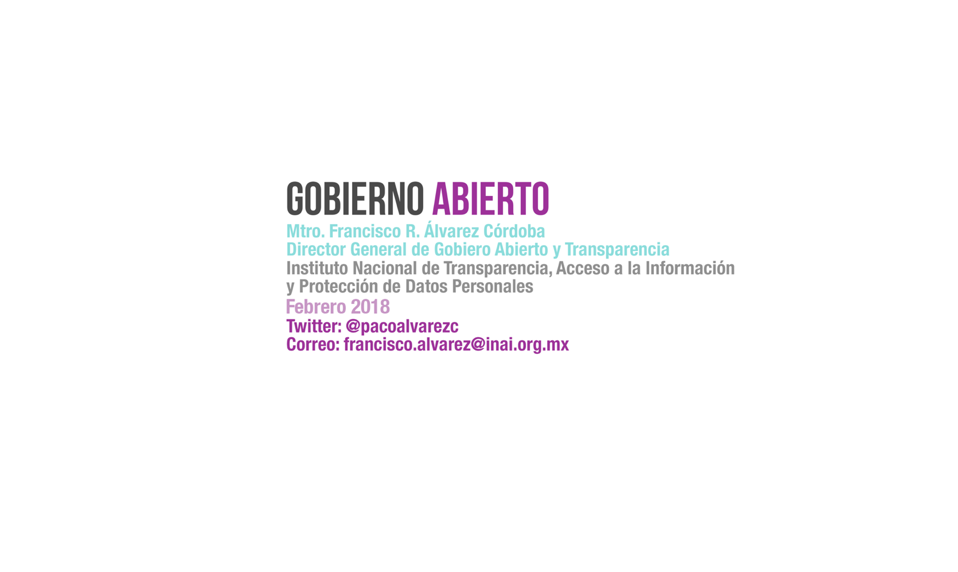 GOBIERNO ABIERTO
Mtro. Francisco R. Álvarez Córdoba
Director General de Gobiero Abierto y Transparencia
Instituto Nacional de Transparencia, Acceso a la Información
y Protección de Datos Personales
Febrero 2018
Twitter: @pacoalvarezc
Correo: francisco.alvarez@inai.org.mx